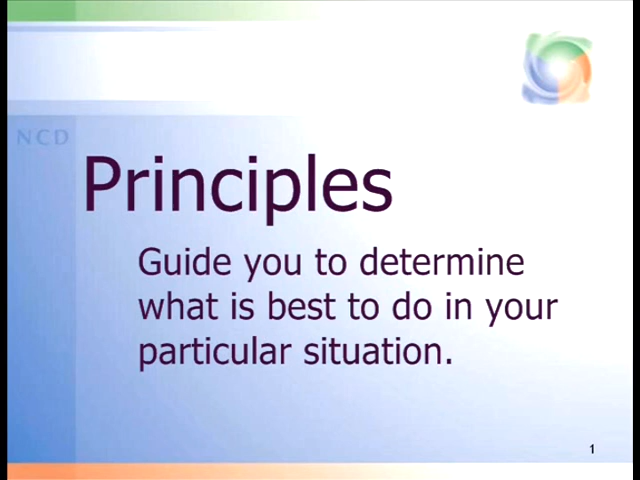 NCD
Principles
Guide you to determine
what is best to do in your
particular situation.
1